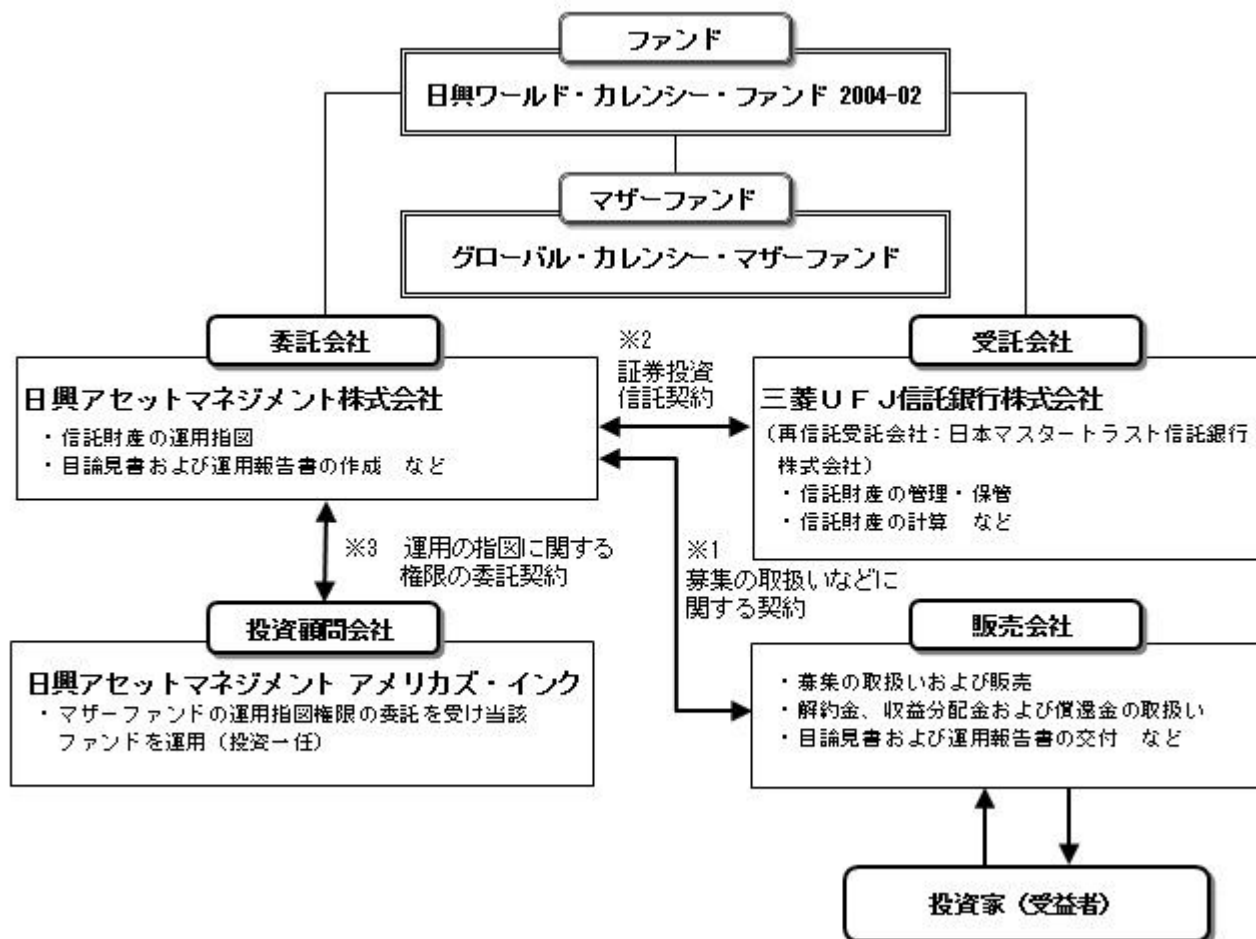 ファンド
日興ワールド・カレンシー・ファンド 2004-02
マザーファンド
グローバル・カレンシー・マザーファンド
委託会社
日興アセットマネジメント株式会社
・信託財産の運用指図
・目論見書および運用報告書の作成 など
※2
証券投資
信託契約
受託会社
三菱UFJ信託銀行株式会社
(再信託受託会社:日本マスタートラスト信託銀行
株式会社)
・信託財産の管理・保管
・信託財産の計算 など
※3 運用の指図に関する
権限の委託契約
※1
募集の取扱いなどに
関する契約
投資顧問会社
日興アセットマネジメント アメリカズ・インク
・マザーファンドの運用指図権限の委託を受け当該
ファンドを運用(投資一任)
販売会社
・募集の取扱いおよび販売
・解約金、収益分配金および償還金の取扱い
・目論見書および運用報告書の交付 など
投資家(受益者)